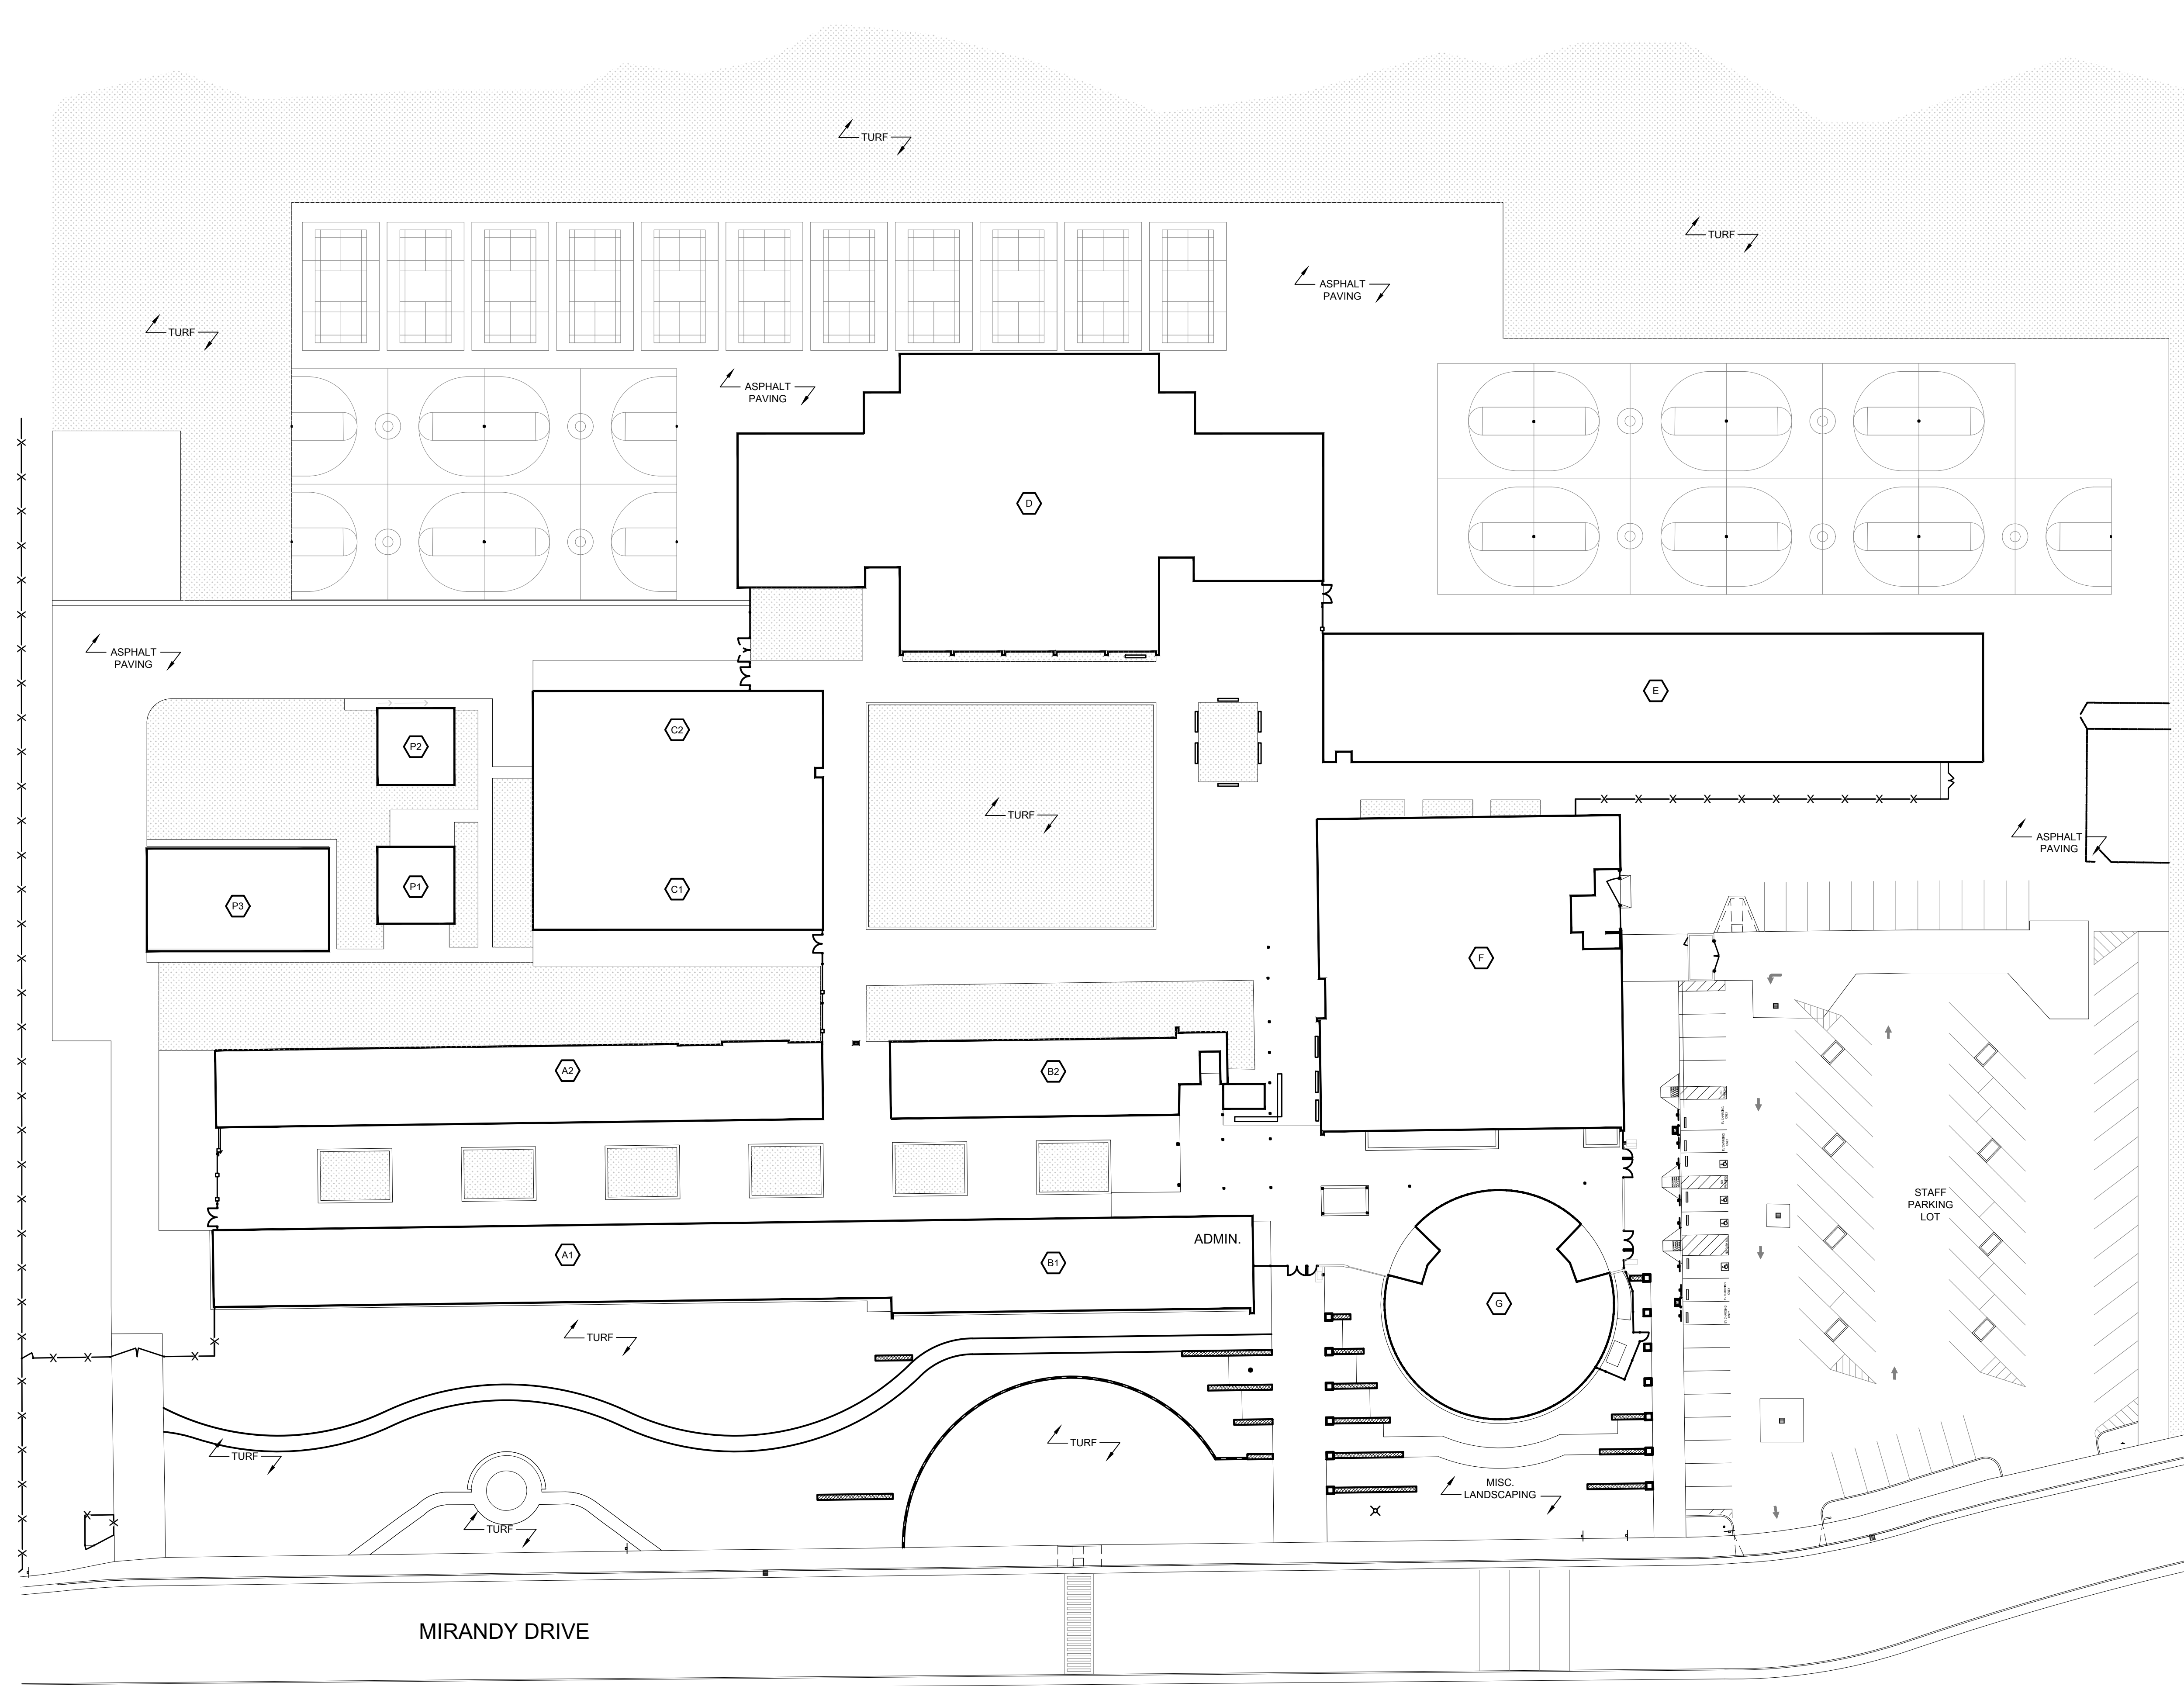 TURF
TURF
ASPHALT
PAVING
TURF
ASPHALT
PAVING
D
ASPHALT
PAVING
E
C2
P2
TURF
ASPHALT
PAVING
C1
P1
P3
F
A2
B2
STAFF
PARKING
LOT
ADMIN.
A1
B1
G
TURF
TURF
TURF
MISC.
LANDSCAPING
TURF
MIRANDY DRIVE